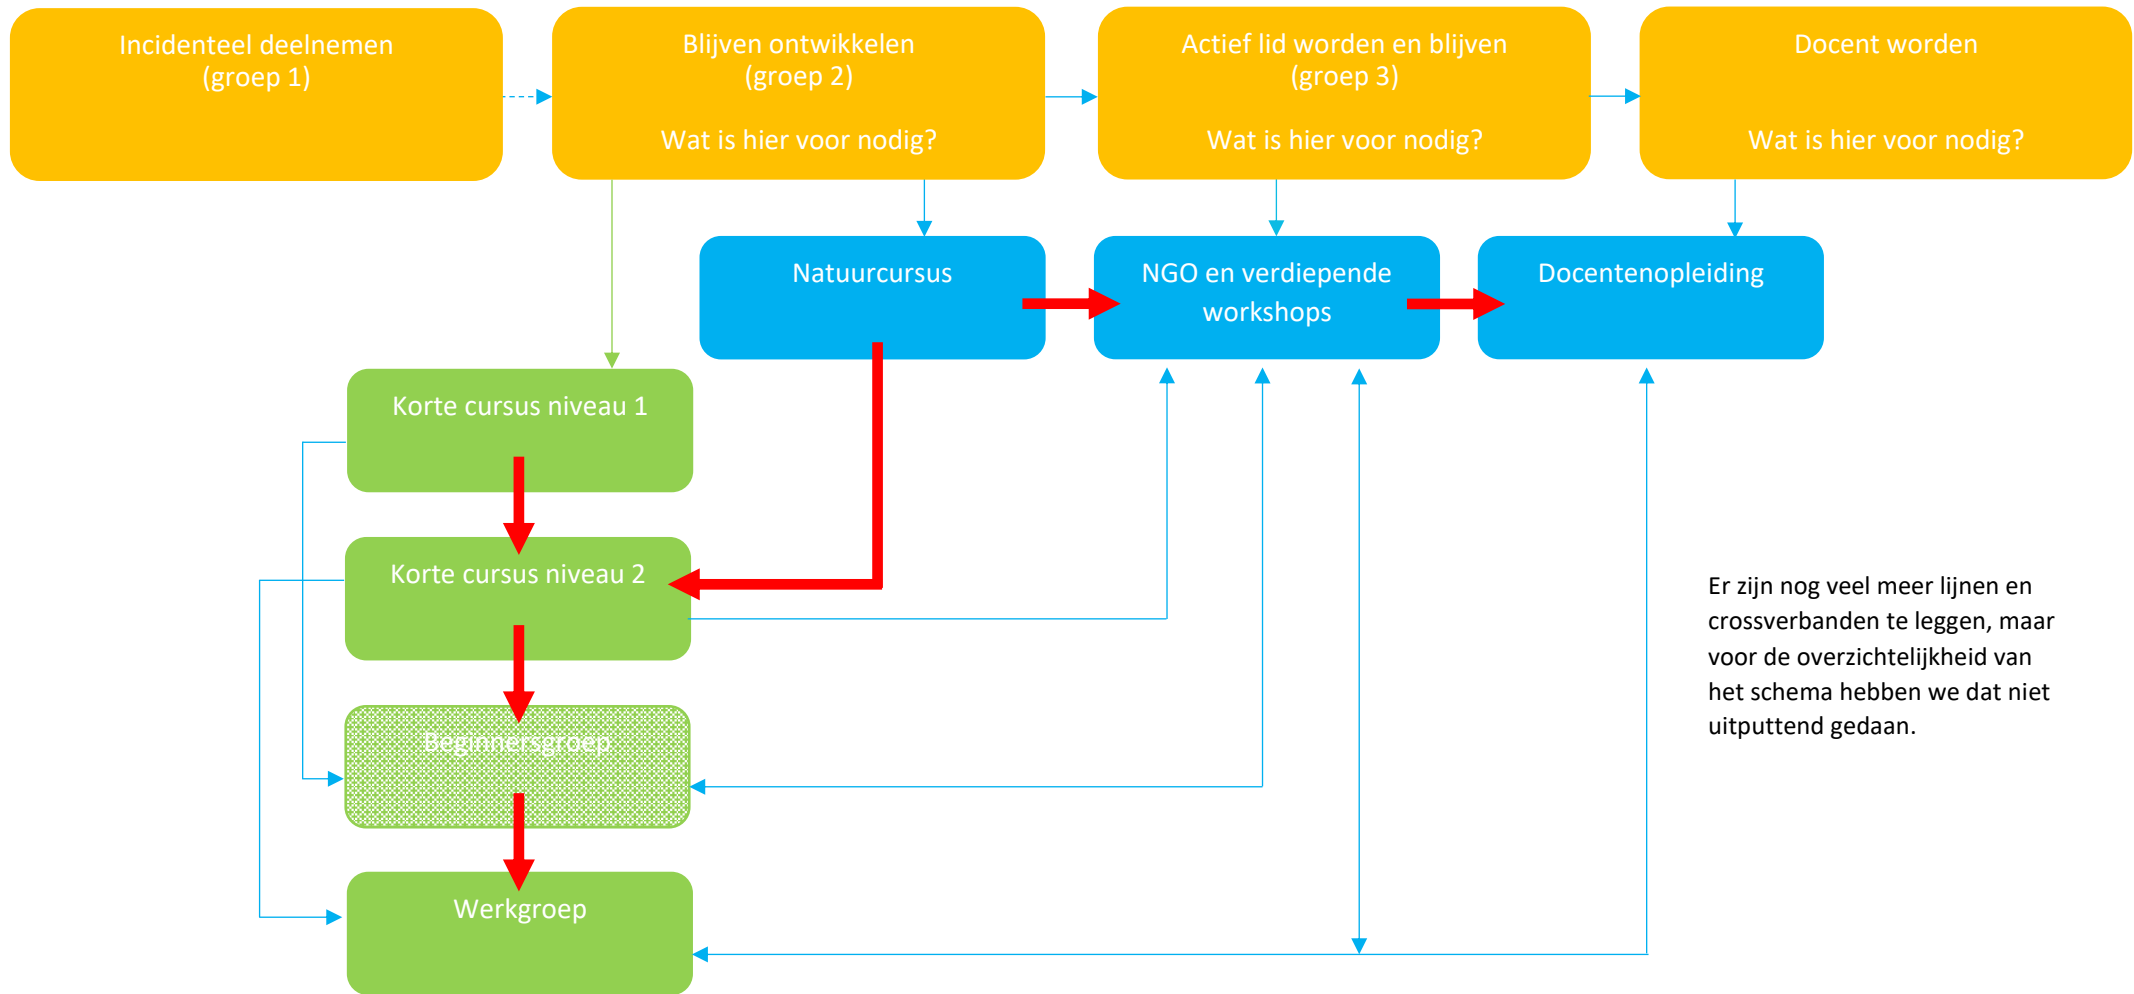 Incidenteel deelnemen
(groep 1)
Blijven ontwikkelen
(groep 2)
Wat is hier voor nodig?
Actief lid worden en blijven
(groep 3)
Wat is hier voor nodig?
Docent worden
Wat is hier voor nodig?
Natuurcursus
NGO en verdiepende
workshops
Docentenopleiding
Korte cursus niveau 1
Korte cursus niveau 2
Beginnersgroep
Werkgroep
Er zijn nog veel meer lijnen en
crossverbanden te leggen, maar
voor de overzichtelijkheid van
het schema hebben we dat niet
uitputtend gedaan.